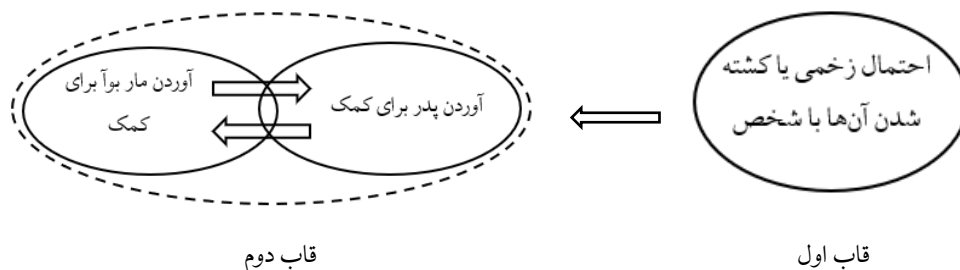 احتمال زخمی یا کشته
شدن آن‌ها با شخص
آوردن پدر برای کمک
آوردن مار بوآ برای
کمک
قاب اول
قاب دوم